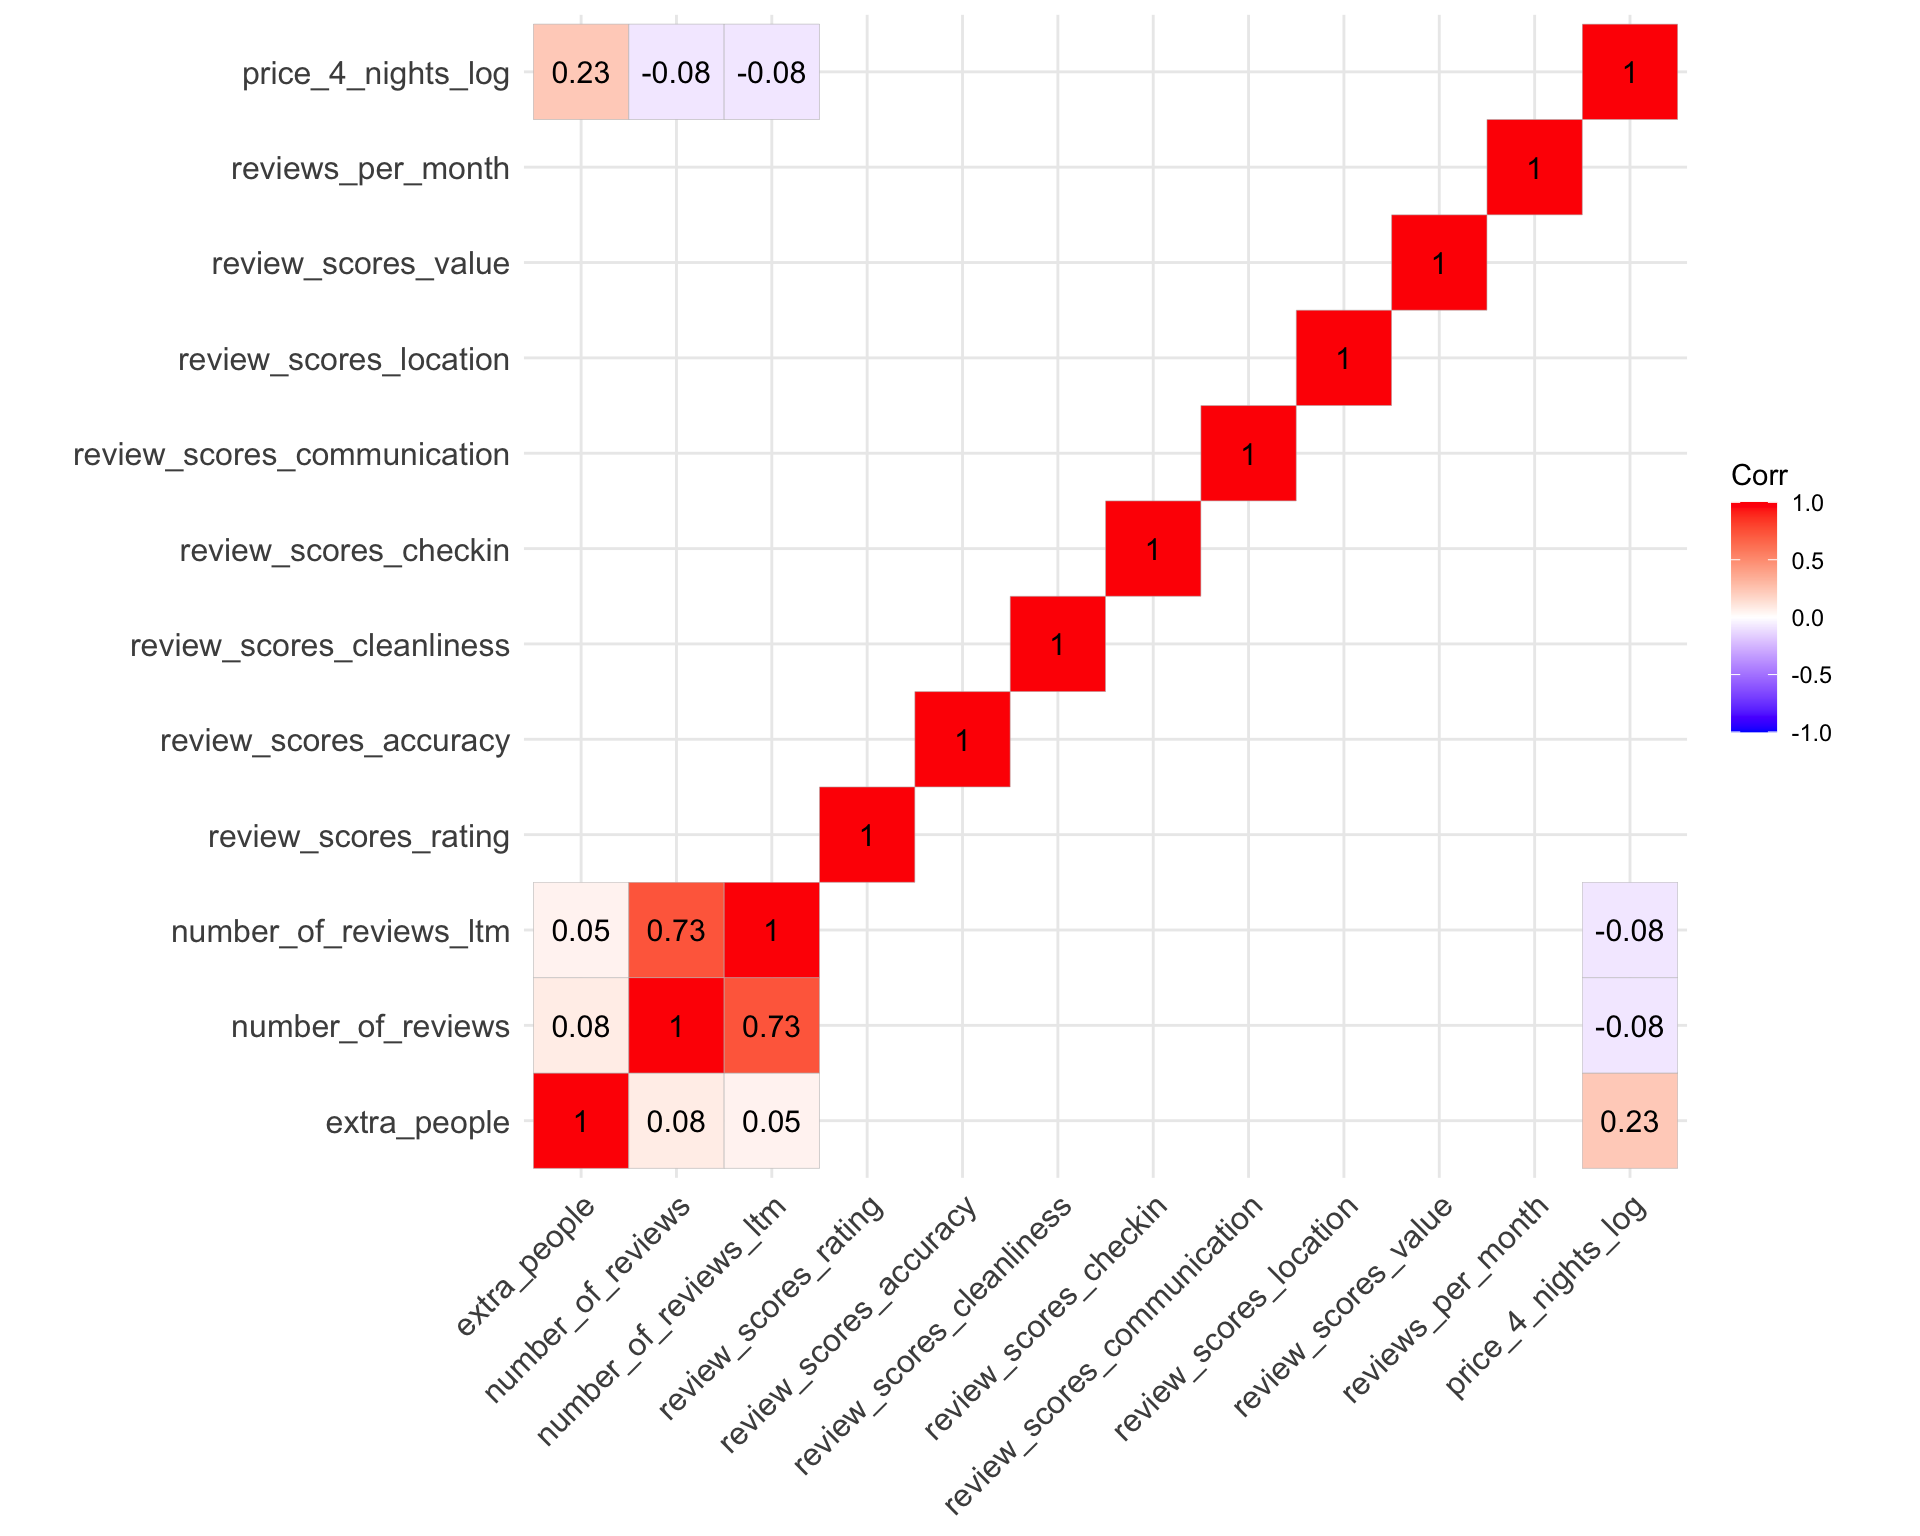 price_4_nights_log 0.23 -0.08 -0.08 1
reviews_per_month 1
review_scores_value 1
review_scores_location 1
review_scores_communication 1
review_scores_checkin 1
review_scores_cleanliness 1
review_scores_accuracy 1
review_scores_rating 1
number_of_reviews_ltm 0.05 0.73 1 -0.08
number_of_reviews 0.08 1 0.73 -0.08
extra_people 1 0.08 0.05 0.23
extra_people
number_of_reviews
number_of_reviews_ltm
review_scores_rating
review_scores_accuracy
review_scores_cleanliness
review_scores_checkin
review_scores_communication
review_scores_location
review_scores_value
reviews_per_month
price_4_nights_log
Corr
1.0
0.5
0.0
-0.5
-1.0